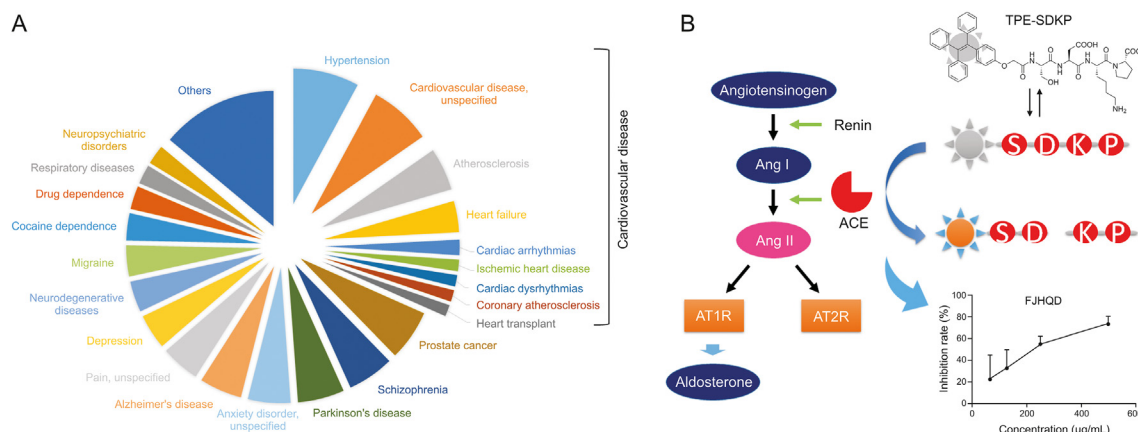 A
Hypertension
Cardiovascular disease,
unspecified
Atherosclerosis
Heart failure
Cardiac arrhythmias
Ischemic heart disease
Cardiac dysrhythmias
Coronary atherosclerosis
Heart transplant
Cardiovascular disease
Prostate cancer
Schizophrenia
Parkinson's disease
Anxiety disorder,
unspecified
Alzheimer's disease
Pain, unspecified
Depression
Neurodegenerative
diseases
Migraine
Cocaine dependence
Drug dependence
Respiratory diseases
Neuropsychiatric
disorders
Others
B
Angiotensinogen
Renin
Ang I
ACE
Ang II
AT1R
AT2R
Aldosterone
TPE-SDKP
COOH
COO
H
N
O
O
N
H
O
H
N
O
N
O
OH
NH2
S D K P
S D K P
FJHQD
Inhibition rate (%)
100
80
60
40
20
0 200 400 600
Concentration (ug/mL)